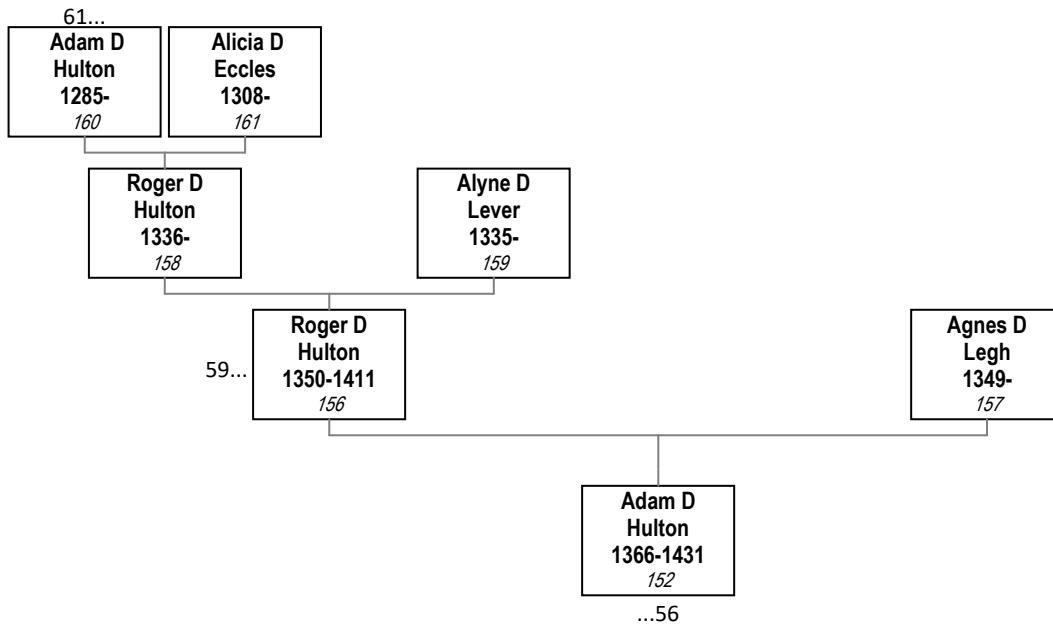 61...
Adam D
Hulton
1285-
160
Alicia D
Eccles
1308-
161
Roger D
Hulton
1336-
158
Alyne D
Lever
1335-
159
59...
Roger D
Hulton
1350-1411
156
Agnes D
Legh
1349-
157
Adam D
Hulton
1366-1431
152
...56